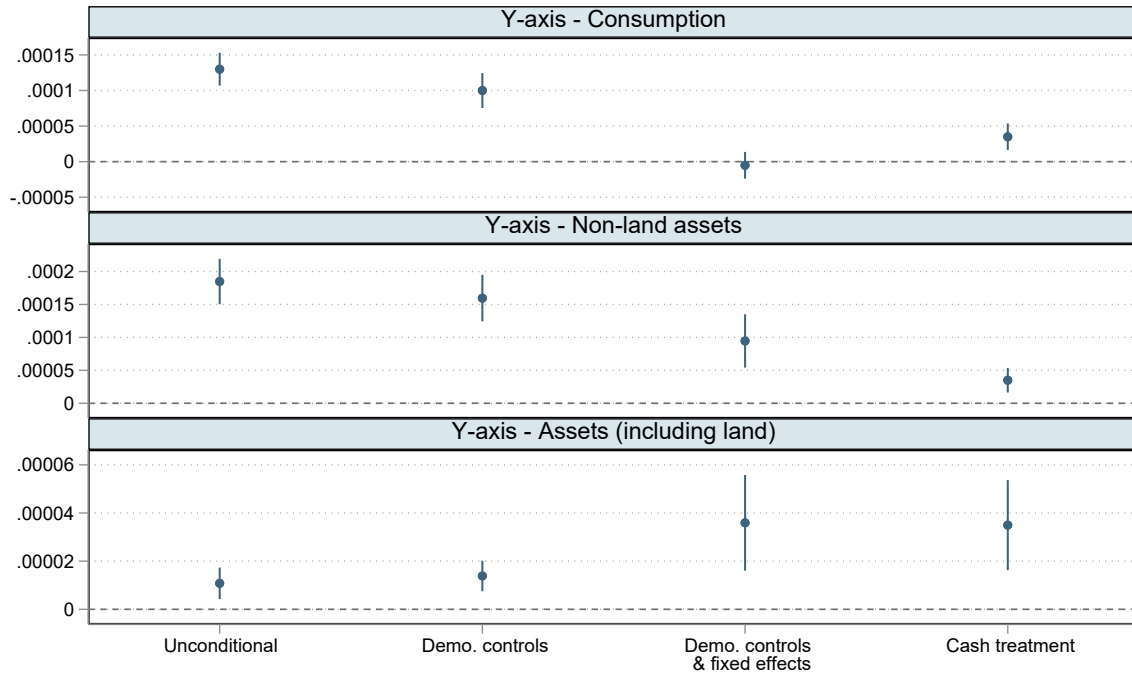 Y-axis - Consumption
.00015
.0001
.00005
0
-.00005
Y-axis - Non-land assets
.0002
.00015
.0001
.00005
0
Y-axis - Assets (including land)
.00006
.00004
.00002
0
Unconditional
Demo. controls
Demo. controls
& fixed effects
Cash treatment